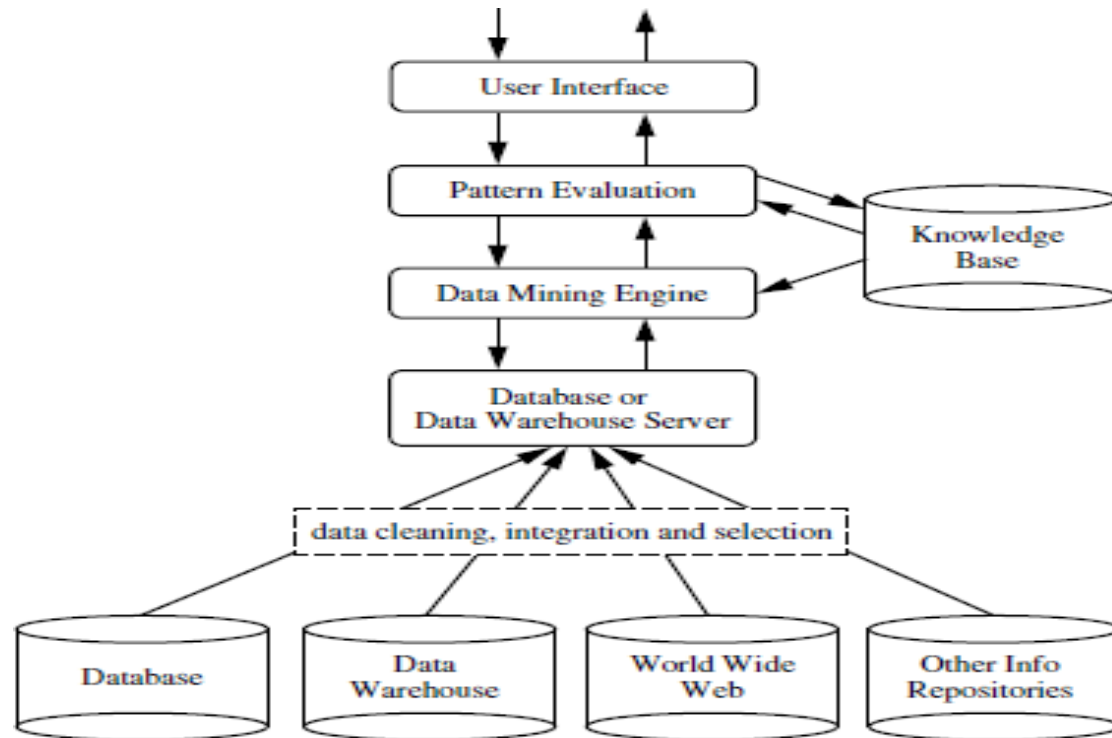 User Interface
Pattern Evaluation
Knowledge
Base
Data Mining Engine
Database or
Data Warehouse Server
data cleaning, integration and selection
Database
Data
Warehouse
World Wide
Web
Other Info
Repositories